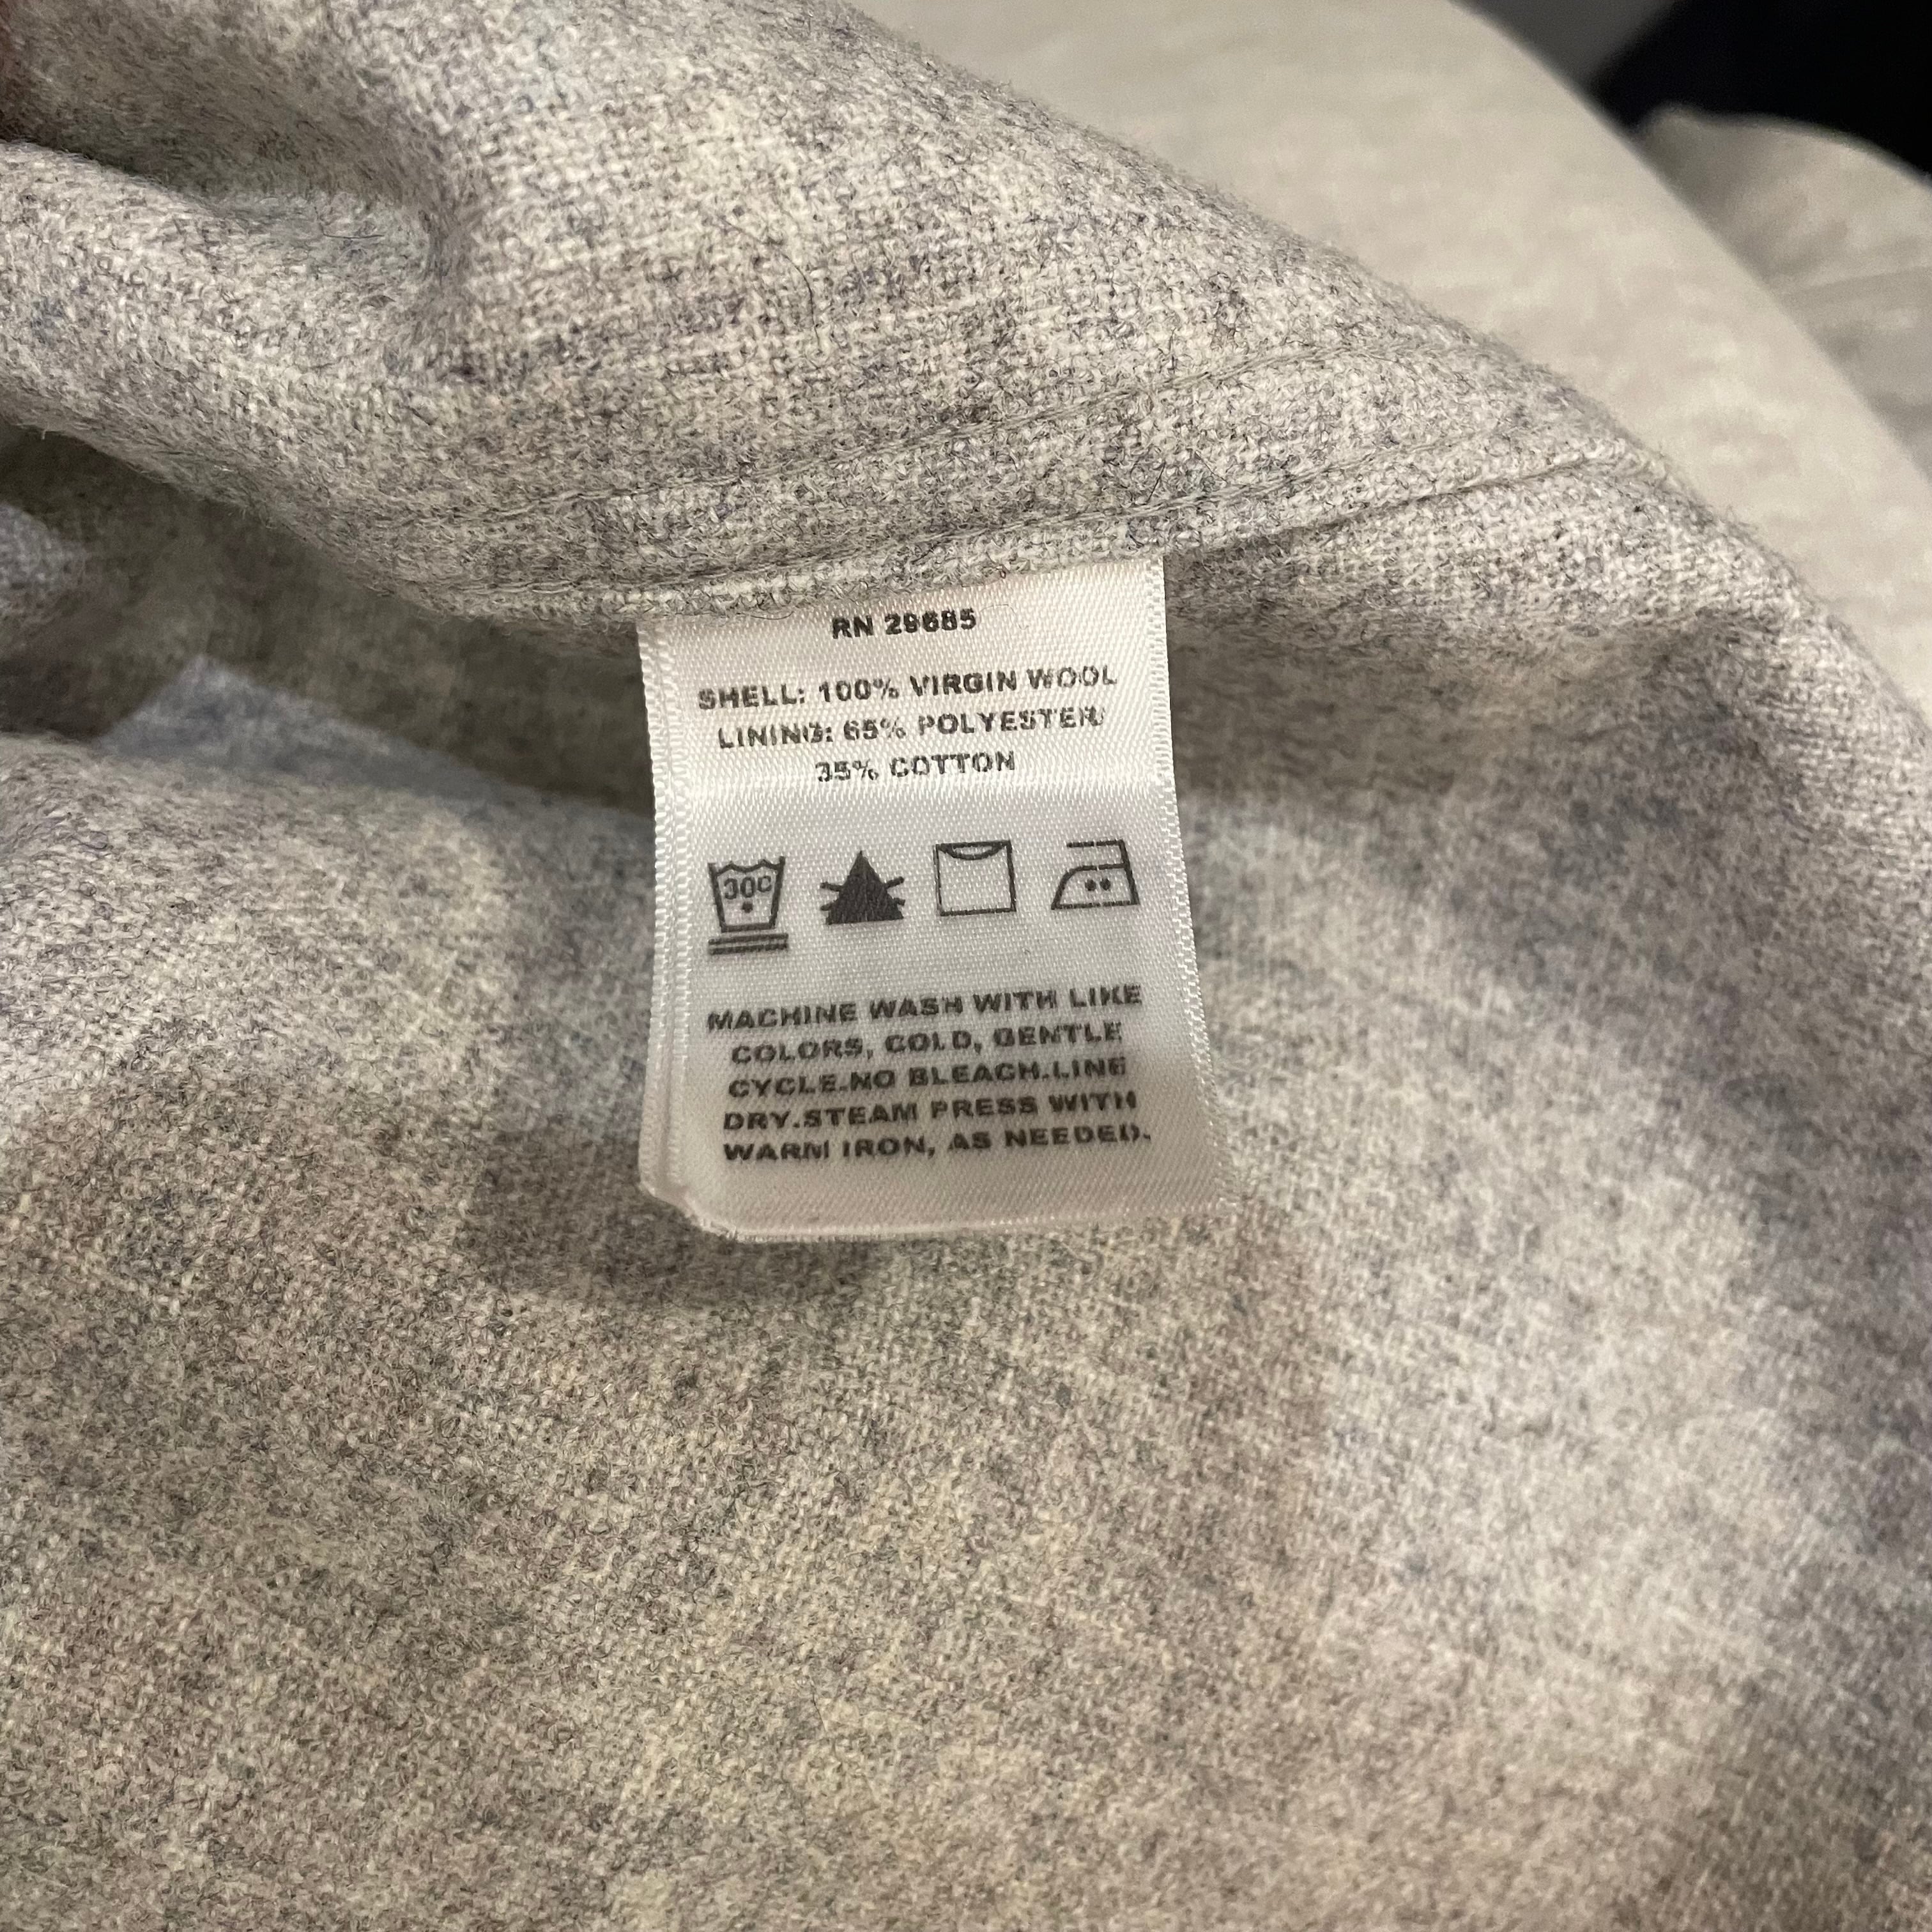 RN 29685
SHELL: 100% VIRGIN WOOL
LINING: 65% POLYESTER
35% COTTON
30C
MACHINE WASH WITH LIKE
COLORS, COLD, GENTLE
CYCLE.NO BLEACH.LINE
DRY.STEAM PRESS WITH
WARM IRON, AS NEEDED.